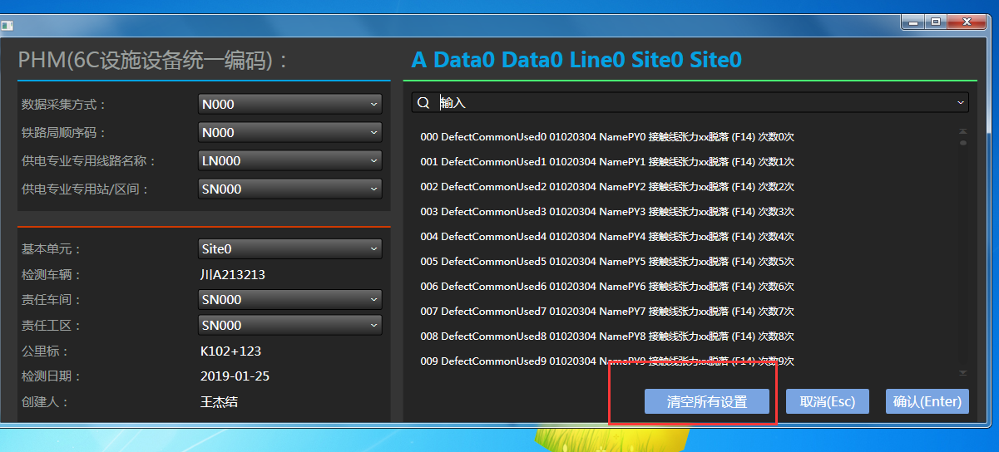 PHM(6C设施设备统一编码)：
数据采集方式：
N000
铁路局顺序码：
N000
供电专业专用线路名称：
LN000
供电专业专用站/区间：
SN000
基本单元：
Site0
检测车辆：
川A213213
责任车间：
SN000
责任工区：
SN000
公里标：
K102+123
检测日期：
2019-01-25
创建人：
王杰结
A Data0 Data0 Line0 Site0 Site0
输入
000 DefectCommonUsed0 01020304 NamePY0 接触线张力xx脱落 (F14) 次数0次
001 DefectCommonUsed1 01020304 NamePY1 接触线张力xx脱落 (F14) 次数1次
002 DefectCommonUsed2 01020304 NamePY2 接触线张力xx脱落 (F14) 次数2次
003 DefectCommonUsed3 01020304 NamePY3 接触线张力xx脱落 (F14) 次数3次
004 DefectCommonUsed4 01020304 NamePY4 接触线张力xx脱落 (F14) 次数4次
005 DefectCommonUsed5 01020304 NamePY5 接触线张力xx脱落 (F14) 次数5次
006 DefectCommonUsed6 01020304 NamePY6 接触线张力xx脱落 (F14) 次数6次
007 DefectCommonUsed7 01020304 NamePY7 接触线张力xx脱落 (F14) 次数7次
008 DefectCommonUsed8 01020304 NamePY8 接触线张力xx脱落 (F14) 次数8次
009 DefectCommonUsed9 01020304 NamePY9 接触线张力xx脱落 (F14) 次数9次
清空所有设置
取消(Esc)
确认(Enter)